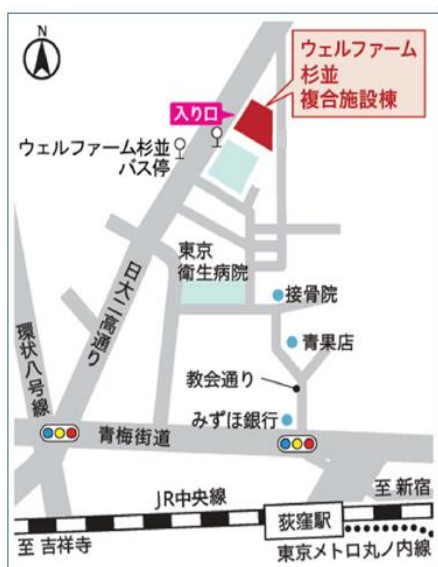 N
ウェルファーム
杉並
複合施設棟
入り口
ウェルファーム杉並
バス停
東京
衛生病院
日大二高通り
接骨院
環状八号線
青果店
教会通り
みずほ銀行
青梅街道
JR中央線
至 新宿
荻窪駅
至 吉祥寺
東京メトロ丸ノ内線